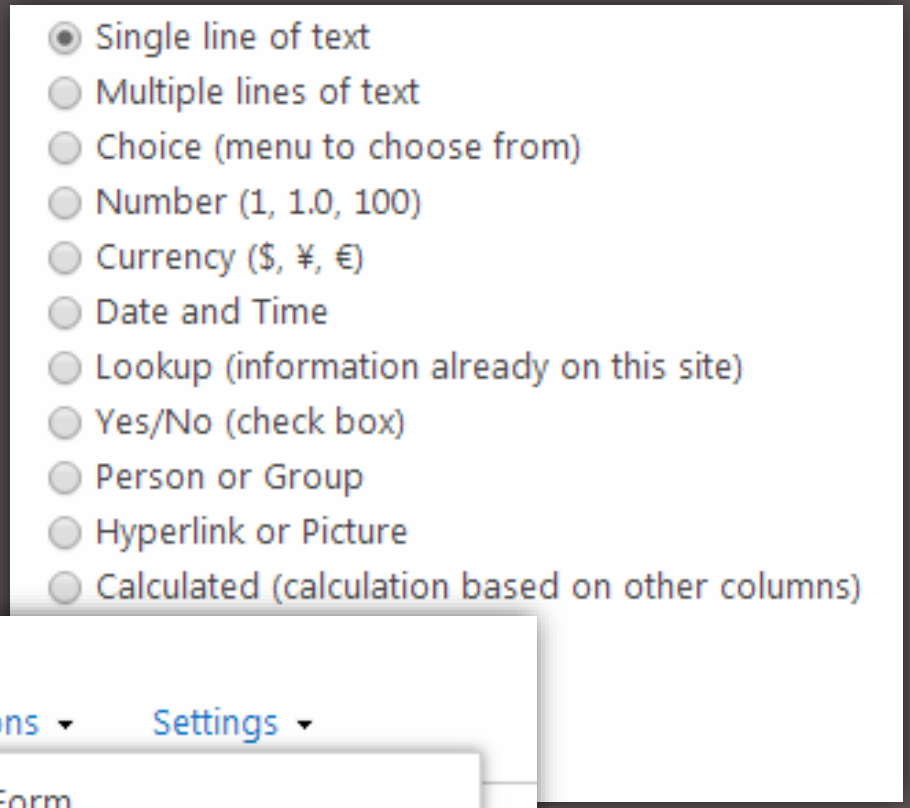 Single line of text
Multiple lines of text
Choice (menu to choose from)
Number (1, 1.0, 100)
Currency ($, ¥, €)
Date and Time
Lookup (information already on this site)
Yes/No (check box)
Person or Group
Hyperlink or Picture
Calculated (calculation based on other columns)
ns Settings
Form